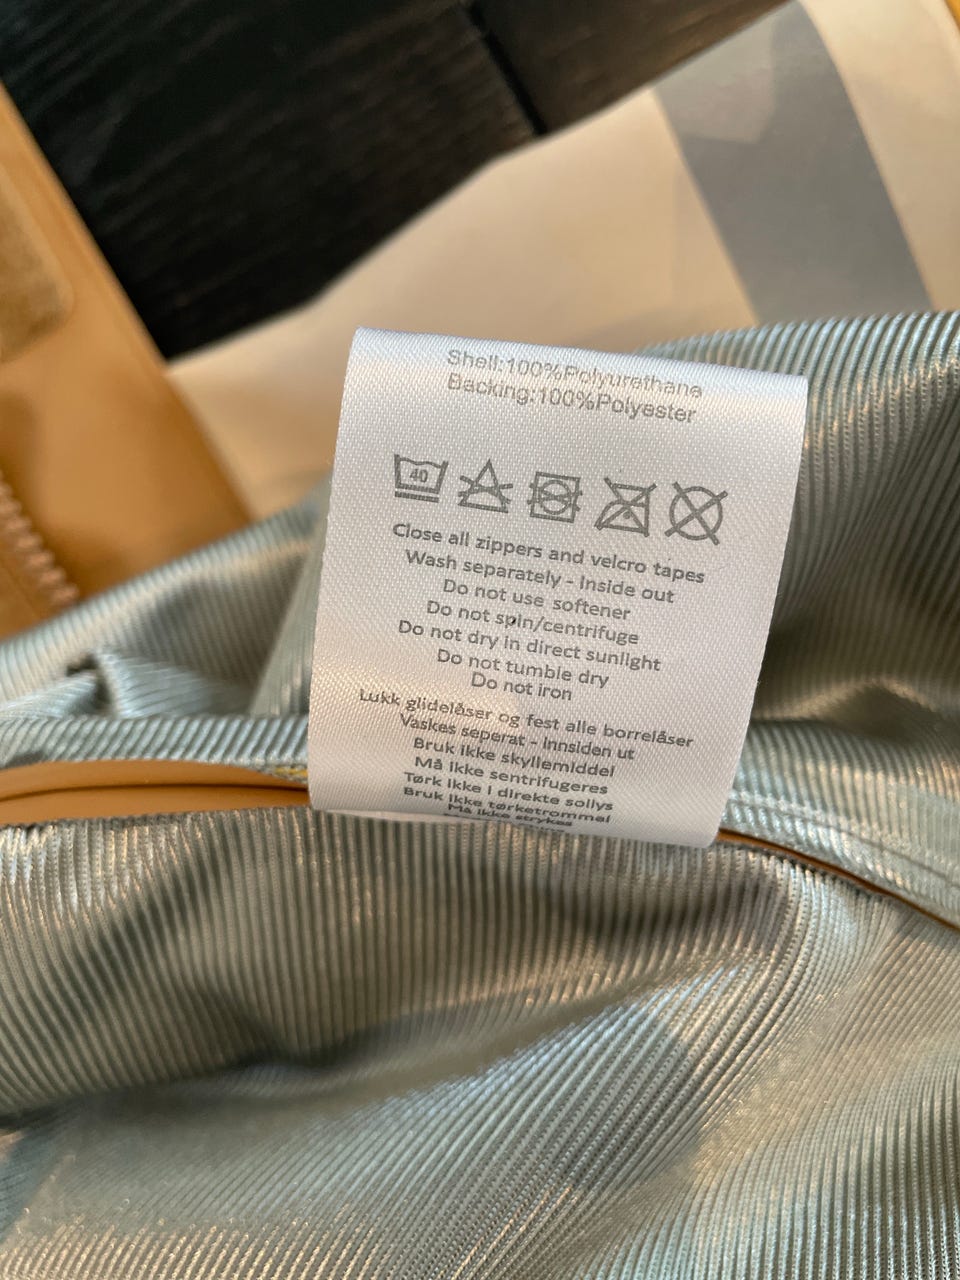 Shell:100%Polyurethane
Backing:100%Polyester
40
Close all zippers and velcro tapes
Wash separately - Inside out
Do not use softener
Do not spin/centrifuge
Do not dry in direct sunlight
Do not tumble dry
Do not iron
Lukk glidelåser og fest alle borrelåser
Vaskes seperat - Innsiden ut
Bruk ikke skyllemiddel
Må ikke sentrifugeres
Tørk ikke i direkte sollys
Bruk ikke tørketrommel
Må ikke strykes